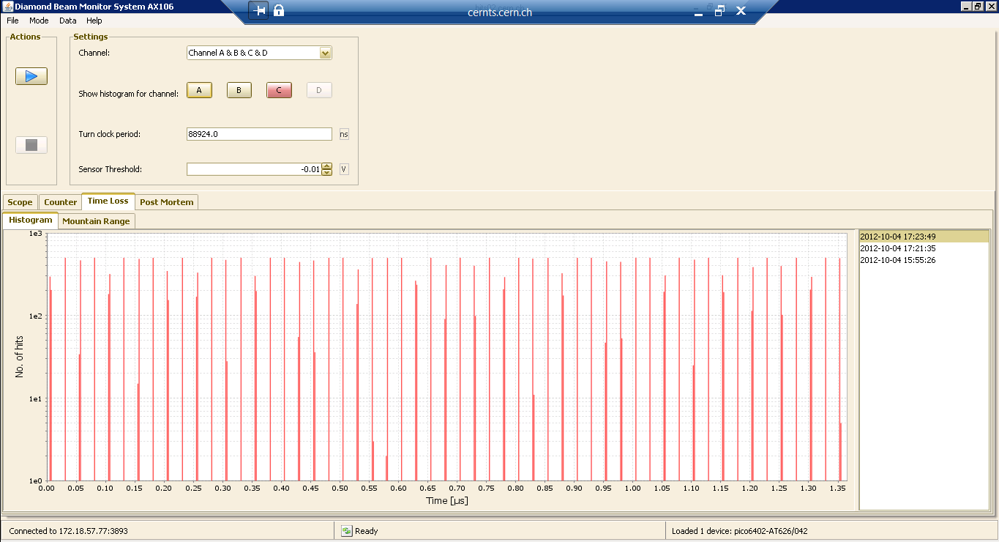 Diamond Beam Monitor System AX106
cernts.cern.ch
File Mode Data Help
Actions
Settings
Channel: Channel A & B & C & D
Show histogram for channel: A B C D
Turn clock period: 88924.0 ns
Sensor Threshold: -0.01 V
Scope Counter Time Loss Post Mortem
Histogram Mountain Range
1e3
1e2
1e1
1e0
No. of hits
0.00 0.05 0.10 0.15 0.20 0.25 0.30 0.35 0.40 0.45 0.50 0.55 0.60 0.65 0.70 0.75 0.80 0.85 0.90 0.95 1.00 1.05 1.10 1.15 1.20 1.25 1.30 1.35
Time [µs]
2012-10-04 17:23:49
2012-10-04 17:21:35
2012-10-04 15:55:26
Connected to 172.18.57.77:3893
Ready
Loaded 1 device: pico6402-AT626/042